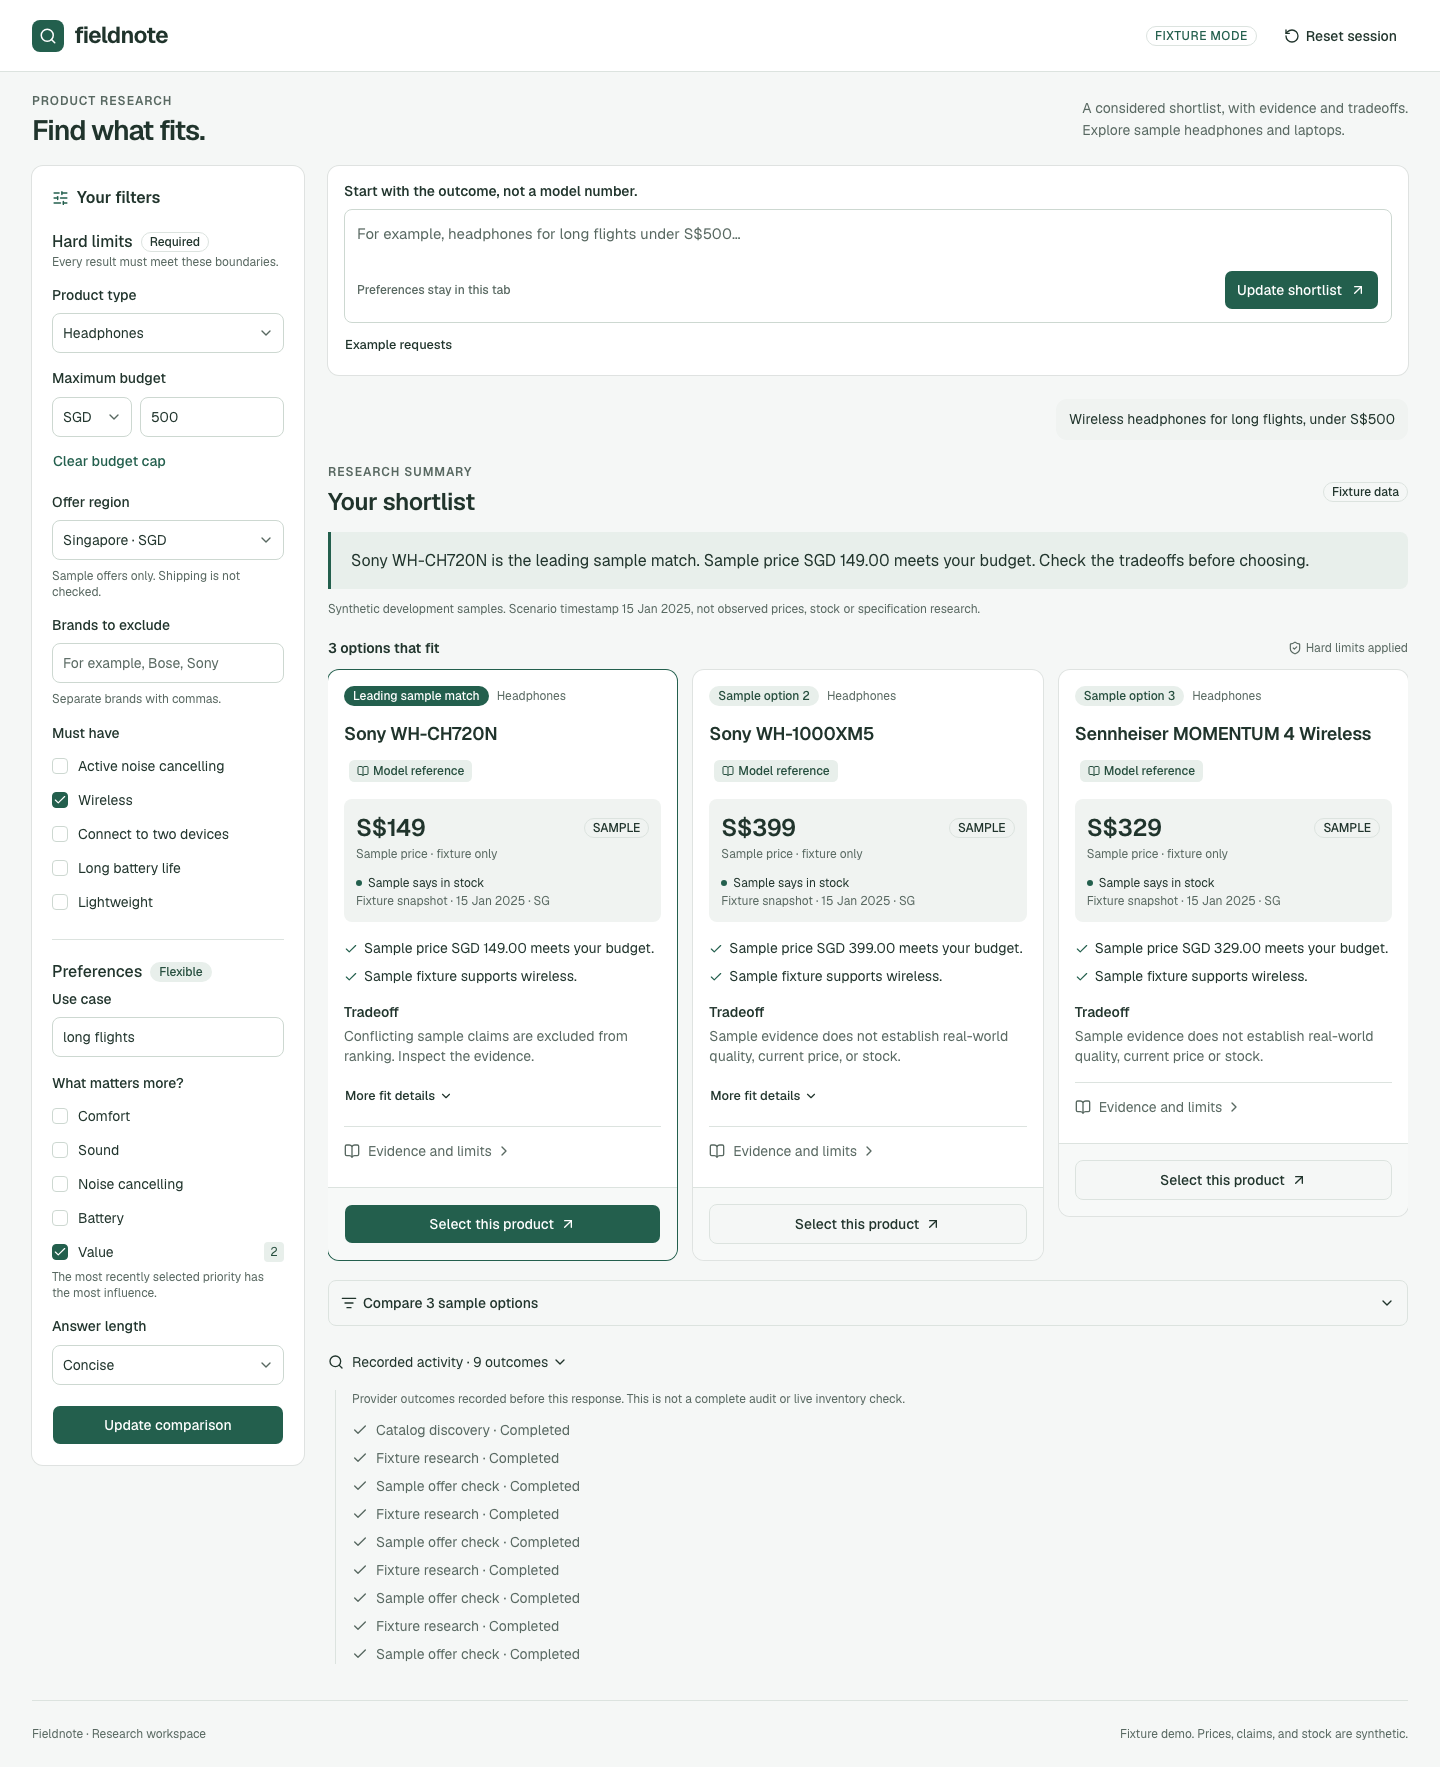 fieldnote
FIXTURE MODE
Reset session
PRODUCT RESEARCH
Find what fits.
A considered shortlist, with evidence and tradeoffs.
Explore sample headphones and laptops.
Your filters
Hard limits
Required
Every result must meet these boundaries.
Product type
Headphones
Maximum budget
SGD
500
Clear budget cap
Offer region
Singapore · SGD
Sample offers only. Shipping is not
checked.
Brands to exclude
For example, Bose, Sony
Separate brands with commas.
Must have
Active noise cancelling
Wireless
Connect to two devices
Long battery life
Lightweight
Preferences
Flexible
Use case
long flights
What matters more?
Comfort
Sound
Noise cancelling
Battery
Value
2
The most recently selected priority has
the most influence.
Answer length
Concise
Update comparison
Start with the outcome, not a model number.
For example, headphones for long flights under S$500…
Preferences stay in this tab
Update shortlist
Example requests
Wireless headphones for long flights, under S$500
RESEARCH SUMMARY
Your shortlist
Fixture data
Sony WH-CH720N is the leading sample match. Sample price SGD 149.00 meets your budget. Check the tradeoffs before choosing.
Synthetic development samples. Scenario timestamp 15 Jan 2025, not observed prices, stock or specification research.
3 options that fit
Hard limits applied
Leading sample match
Headphones
Sony WH-CH720N
Model reference
S$149
SAMPLE
Sample price · fixture only
Sample says in stock
Fixture snapshot · 15 Jan 2025 · SG
Sample price SGD 149.00 meets your budget.
Sample fixture supports wireless.
Tradeoff
Conflicting sample claims are excluded from
ranking. Inspect the evidence.
More fit details
Evidence and limits
Select this product
Sample option 2
Headphones
Sony WH-1000XM5
Model reference
S$399
SAMPLE
Sample price · fixture only
Sample says in stock
Fixture snapshot · 15 Jan 2025 · SG
Sample price SGD 399.00 meets your budget.
Sample fixture supports wireless.
Tradeoff
Sample evidence does not establish real-world
quality, current price, or stock.
More fit details
Evidence and limits
Select this product
Sample option 3
Headphones
Sennheiser MOMENTUM 4 Wireless
Model reference
S$329
SAMPLE
Sample price · fixture only
Sample says in stock
Fixture snapshot · 15 Jan 2025 · SG
Sample price SGD 329.00 meets your budget.
Sample fixture supports wireless.
Tradeoff
Sample evidence does not establish real-world
quality, current price or stock.
Evidence and limits
Select this product
Compare 3 sample options
Recorded activity · 9 outcomes
Provider outcomes recorded before this response. This is not a complete audit or live inventory check.
Catalog discovery · Completed
Fixture research · Completed
Sample offer check · Completed
Fixture research · Completed
Sample offer check · Completed
Fixture research · Completed
Sample offer check · Completed
Fixture research · Completed
Sample offer check · Completed
Fieldnote · Research workspace
Fixture demo. Prices, claims, and stock are synthetic.